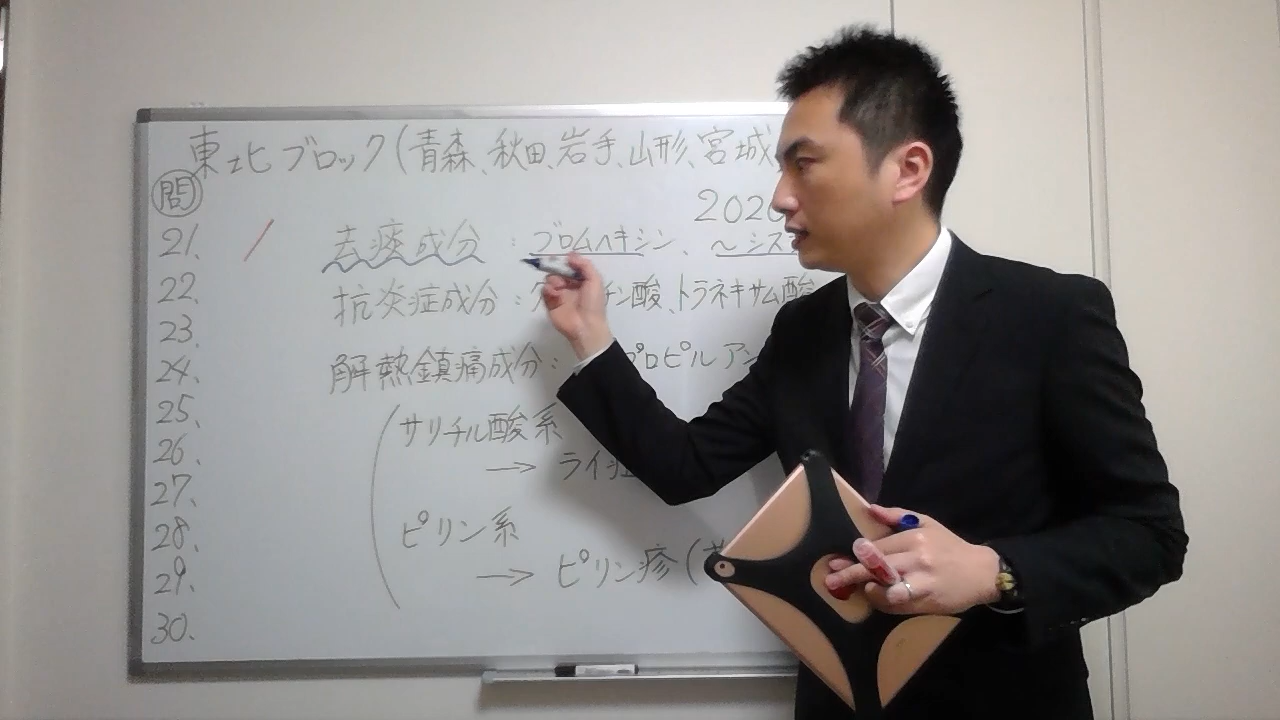 東北ブロック(青森、秋田、岩手、山形、宮城
問
2020
21. 去痰成分：ブロムヘキシン、〜シス
22. 抗炎症成分：グ チン酸、トラネキサム酸
23.
24. 解熱鎮痛成分： プロピルアン
25. (サリチル酸系
26. → ライ症
27.
28. ピリン系
29. → ピリン疹(
30.